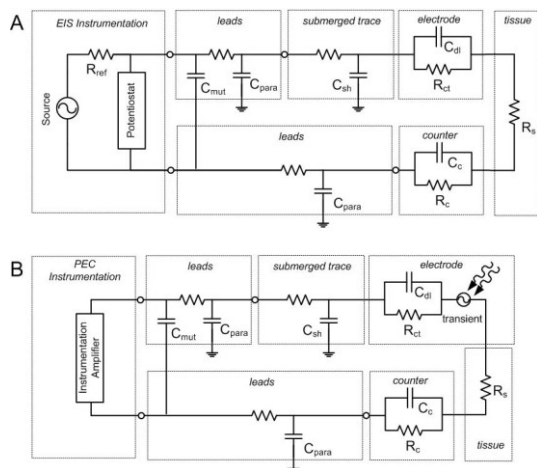 A
EIS Instrumentation
leads
submerged trace
electrode
tissue
Rref
Source
Potentiostat
Cmut
Cpara
Csh
Cdl
Rct
Rs
leads
counter
Cpara
Cc
Rc
B
PEC
Instrumentation
leads
submerged trace
electrode
Instrumentation
Amplifier
Cmut
Cpara
Csh
Cdl
Rct
transient
leads
counter
Rs
Cpara
Cc
Rc
tissue